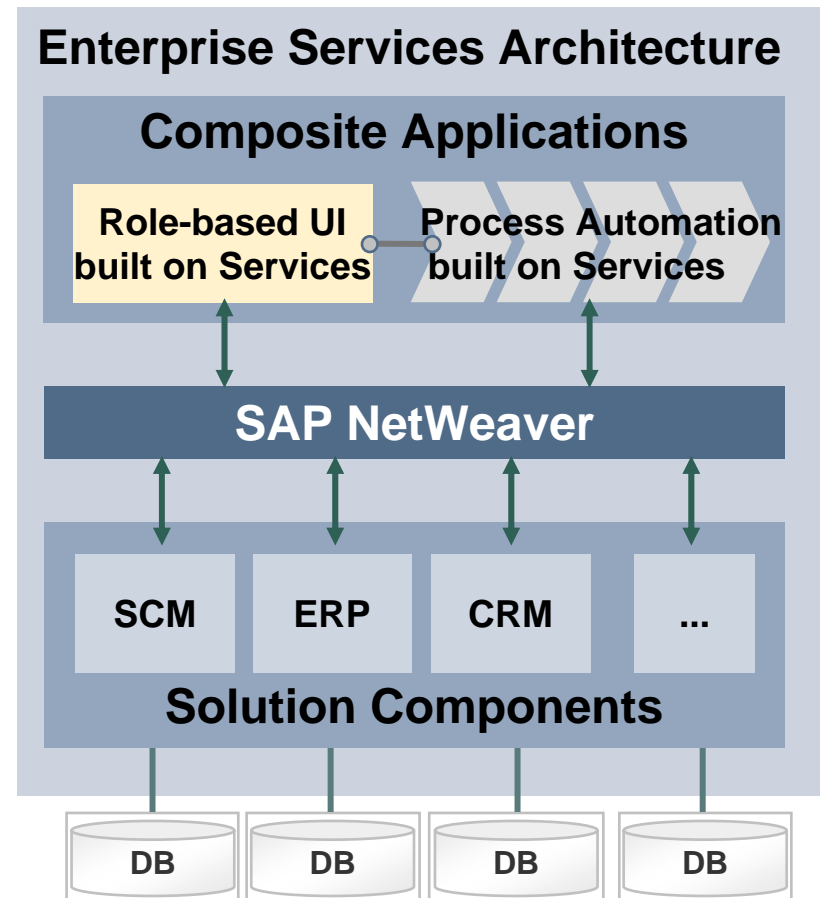 Enterprise Services Architecture
Composite Applications
Role-based UI
built on Services
Process Automation
built on Services
SAP NetWeaver
SCM
ERP
CRM
...
Solution Components
DB
DB
DB
DB